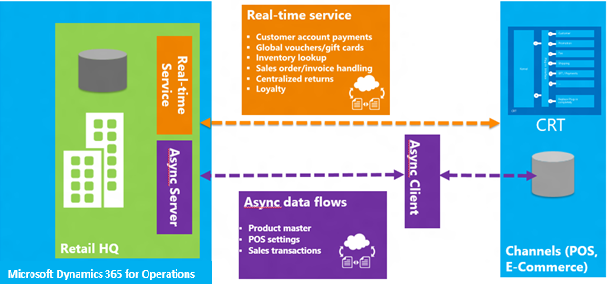 Real-time
Service
Async Server
Retail HQ
Microsoft Dynamics 365 for Operations
Real-time service
• Customer account payments
• Global vouchers/gift cards
• Inventory lookup
• Sales order/invoice handling
• Centralized returns
• Loyalty
Async data flows
• Product master
• POS settings
• Sales transactions
Async Client
CRT
Channels (POS,
E-Commerce)